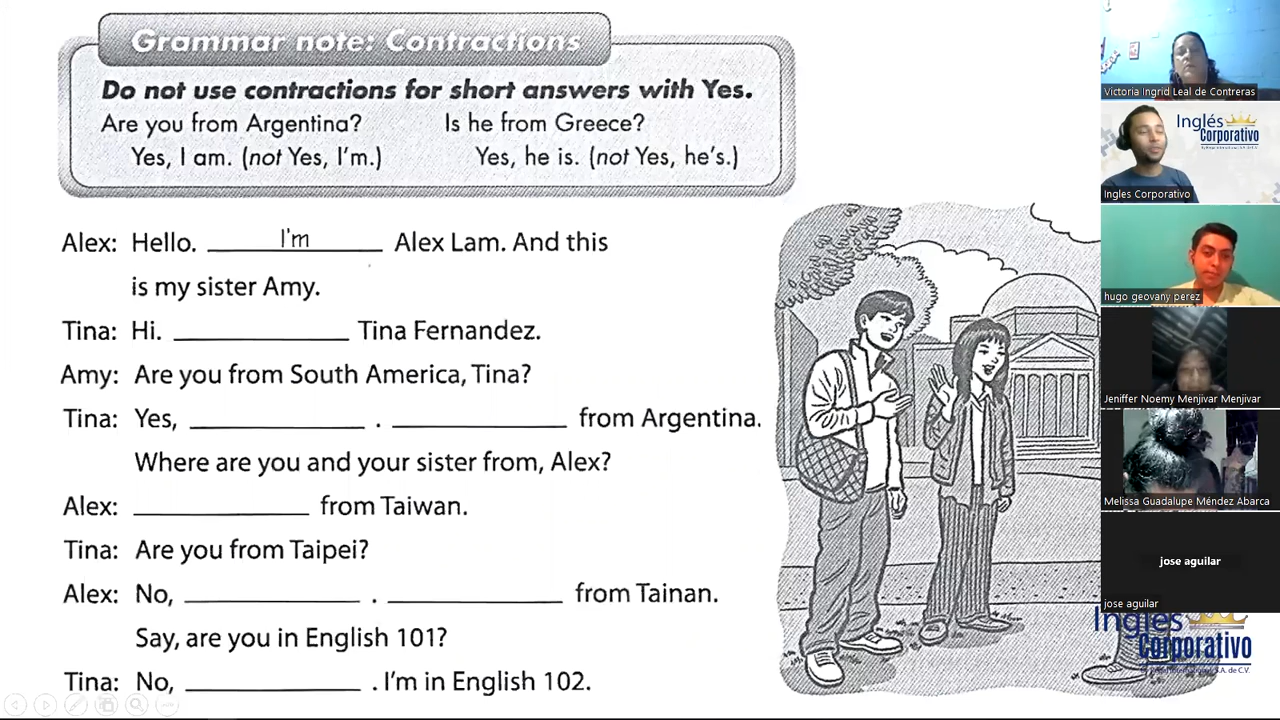 Grammar note: Contractions
Do not use contractions for short answers with Yes.
Are you from Argentina? Is he from Greece?
Yes, I am. (not Yes, I'm.) Yes, he is. (not Yes, he's.)
Alex: Hello. I'm Alex Lam. And this
is my sister Amy.
Tina: Hi. Tina Fernandez.
Amy: Are you from South America, Tina?
Tina: Yes, . from Argentina.
Where are you and your sister from, Alex?
Alex: from Taiwan.
Tina: Are you from Taipei?
Alex: No, . from Tainan.
Say, are you in English 101?
Tina: No, . I'm in English 102.
Victoria Ingrid Leal de Contreras
Inglés
Corporativo
Ingles Corporativo
hugo geovany perez
Jeniffer Noemy Menjivar Menjivar
Melissa Guadalupe Méndez Abarca
jose aguilar
jose aguilar
Inglés
Corporativo
S.A. de C.V.